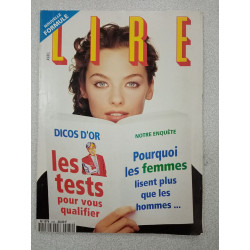 NOUVELLE
FORMULE
LIRE
DICOS D'OR
les
tests
pour vous
qualifier
NOTRE ENQUÊTE
Pourquoi
les femmes
lisent plus
que les
hommes ...